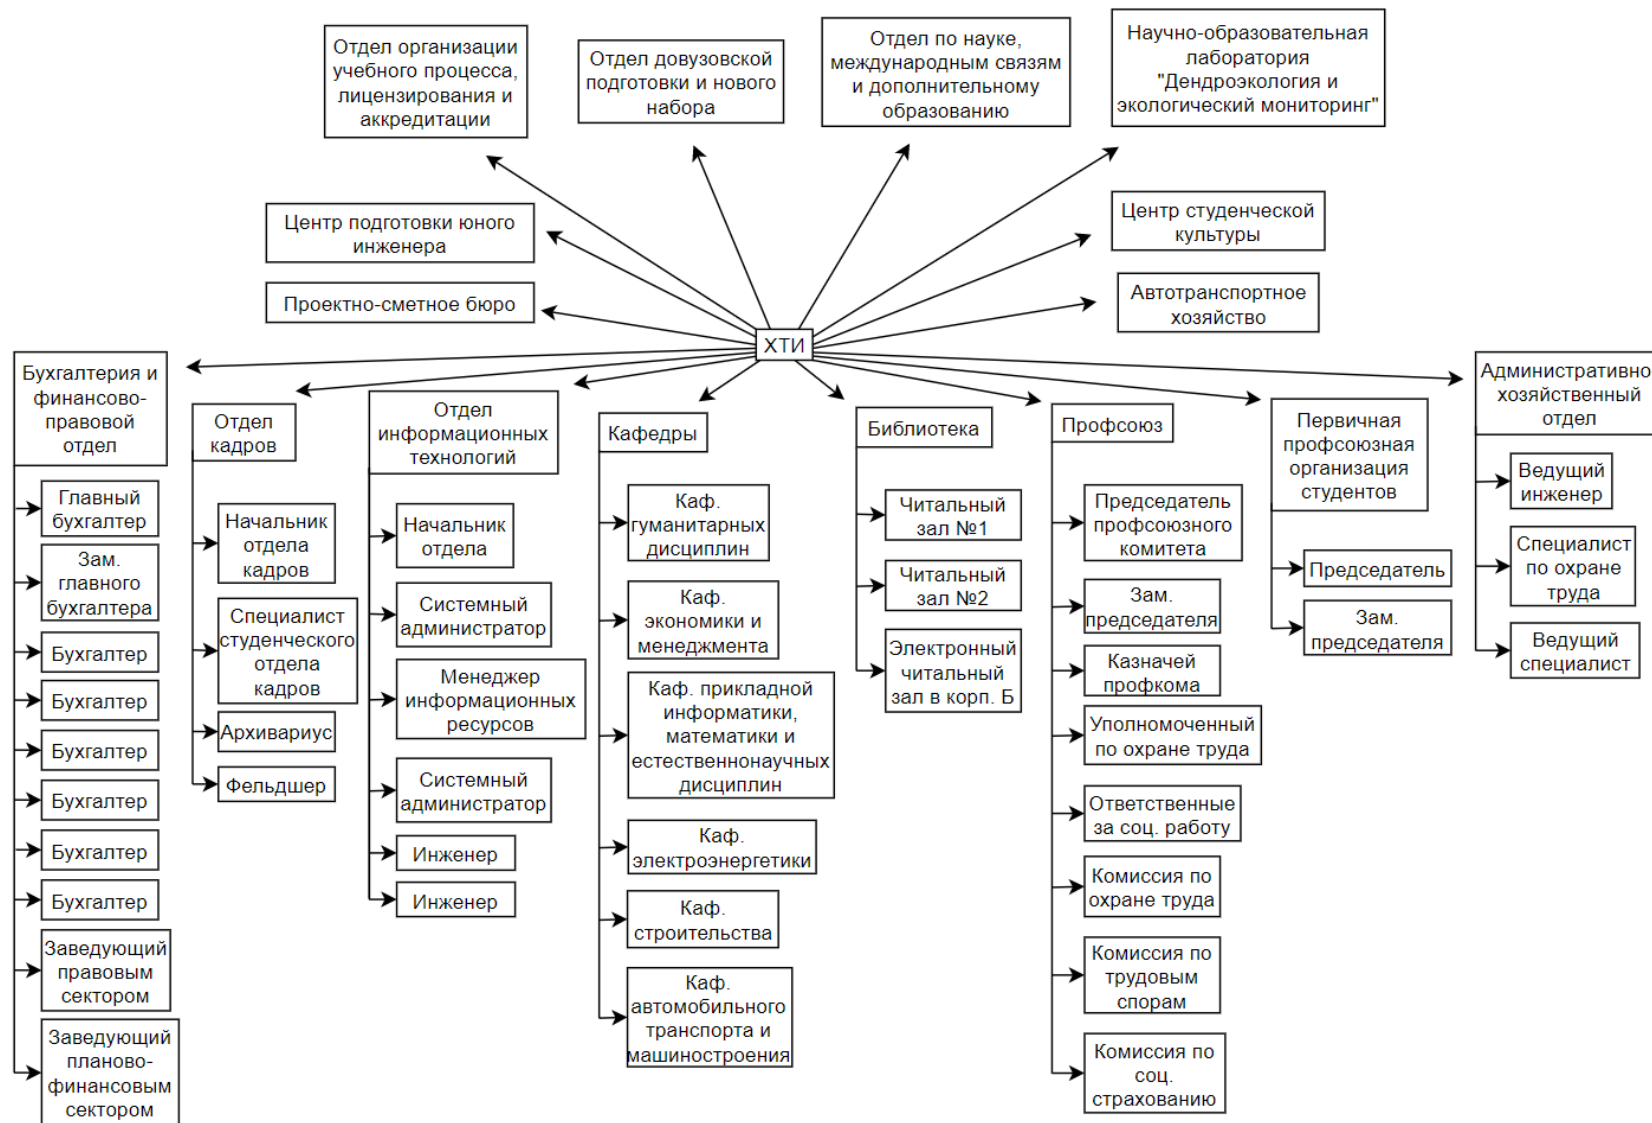 Отдел организации
учебного процесса,
лицензирования и
аккредитации
Отдел довузовской
подготовки и нового
набора
Отдел по науке,
международным связям
и дополнительному
образованию
Научно-образовательная
лаборатория
"Дендроэкология и
экологический мониторинг"
Центр подготовки юного
инженера
Центр студенческой
культуры
Проектно-сметное бюро
Автотранспортное
хозяйство
ХТИ
Бухгалтерия и
финансово-
правовой
отдел
Главный
бухгалтер
Зам.
главного
бухгалтера
Бухгалтер
Бухгалтер
Бухгалтер
Бухгалтер
Бухгалтер
Бухгалтер
Заведующий
правовым
сектором
Заведующий
планово-
финансовым
сектором
Отдел
кадров
Начальник
отдела
кадров
Специалист
студенческого
отдела
кадров
Архивариус
Фельдшер
Отдел
информационных
технологий
Начальник
отдела
Системный
администратор
Менеджер
информационных
ресурсов
Системный
администратор
Инженер
Инженер
Кафедры
Каф.
гуманитарных
дисциплин
Каф.
экономики и
менеджмента
Каф. прикладной
информатики,
математики и
естественнонаучных
дисциплин
Каф.
электроэнергетики
Каф.
строительства
Каф.
автомобильного
транспорта и
машиностроения
Библиотека
Читальный
зал №1
Читальный
зал №2
Электронный
читальный
зал в корп. Б
Профсоюз
Председатель
профсоюзного
комитета
Зам.
председателя
Казначей
профкома
Уполномоченный
по охране труда
Ответственные
за соц. работу
Комиссия по
охране труда
Комиссия по
трудовым
спорам
Комиссия по
соц.
страхованию
Первичная
профсоюзная
организация
студентов
Председатель
Зам.
председателя
Административно
хозяйственный
отдел
Ведущий
инженер
Специалист
по охране
труда
Ведущий
специалист